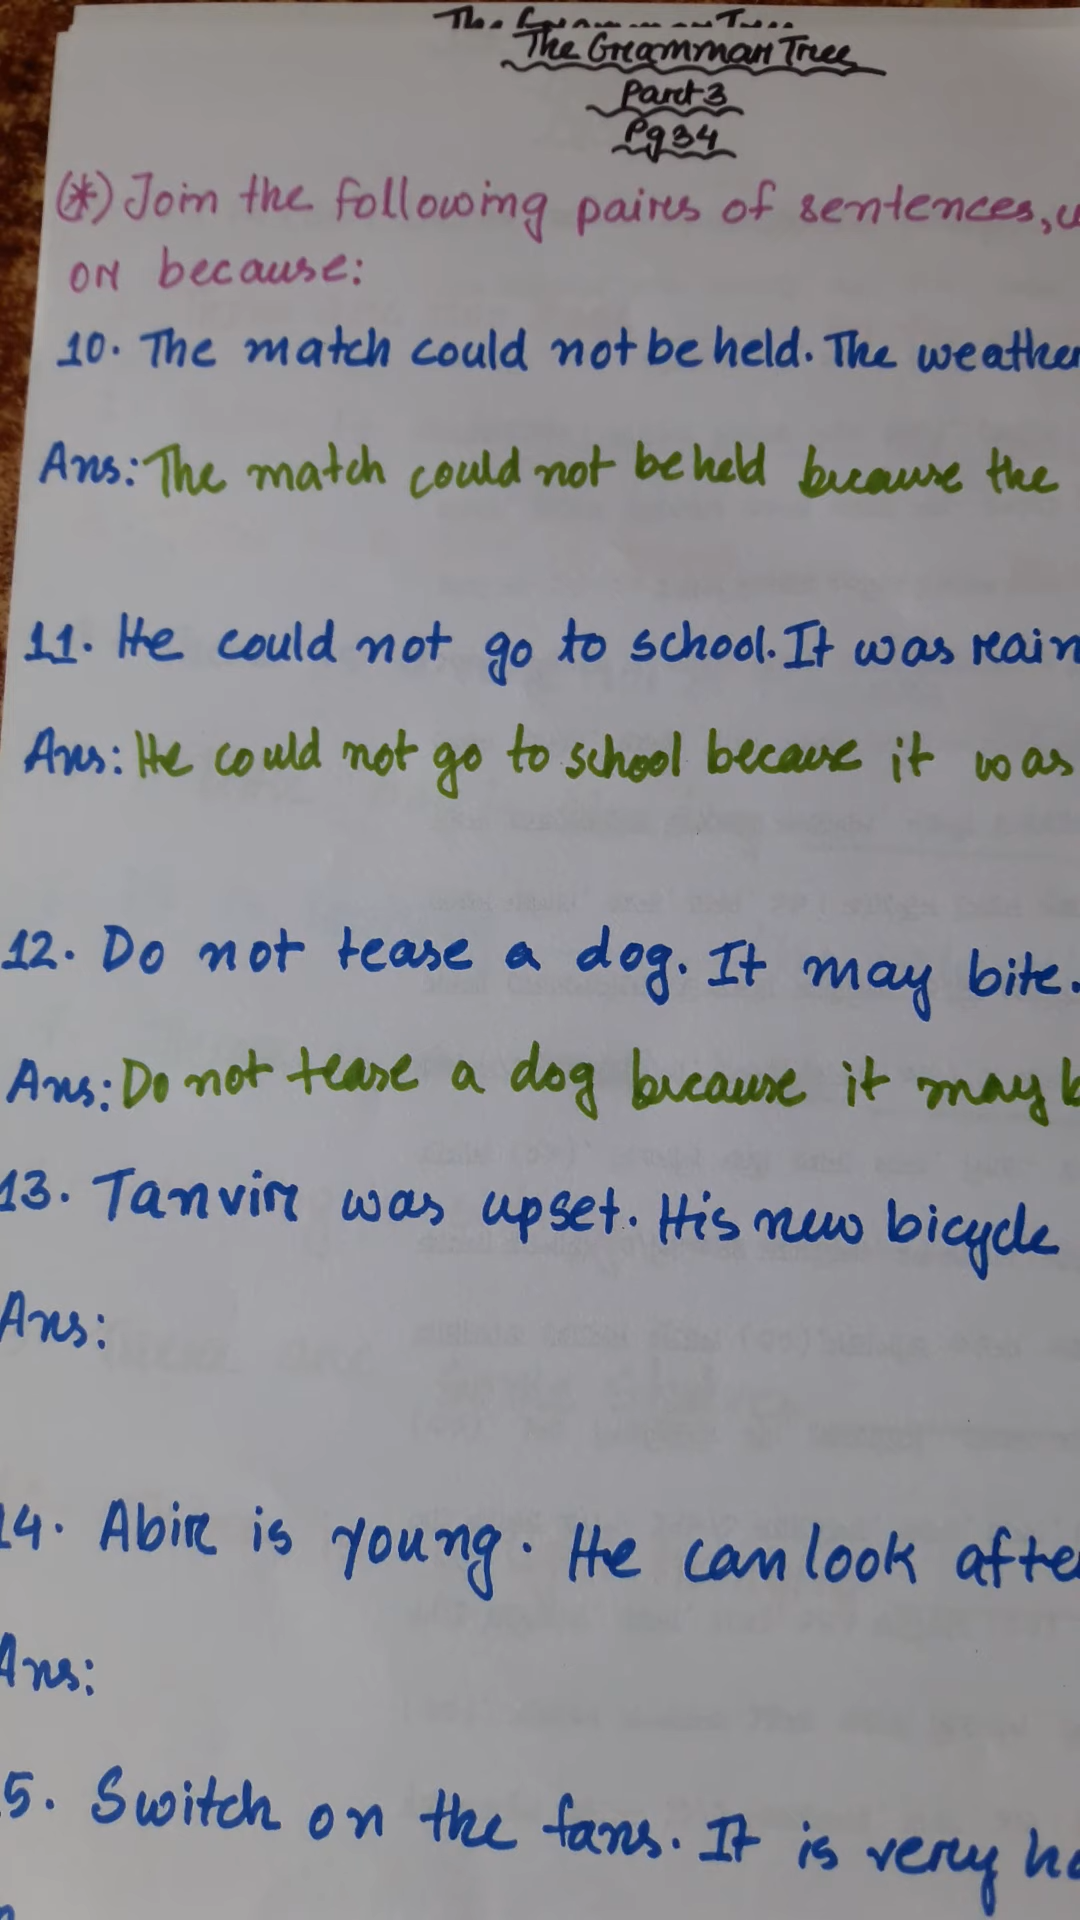 The Grammar Tree
The Grammar Tree
Part 3
Pg 34
(*) Join the following pairs of sentences,
or because:
10. The match could not be held. The weather
Ans: The match could not be held because the
11. He could not go to school. It was rain
Ans: He could not go to school because it was
12. Do not tease a dog. It may bite.
Ans: Do not tease a dog because it may b
13. Tanvir was upset. His new bicycle
Ans:
14. Abir is young. He can look afte
Ans:
5. Switch on the fans. It is very ho